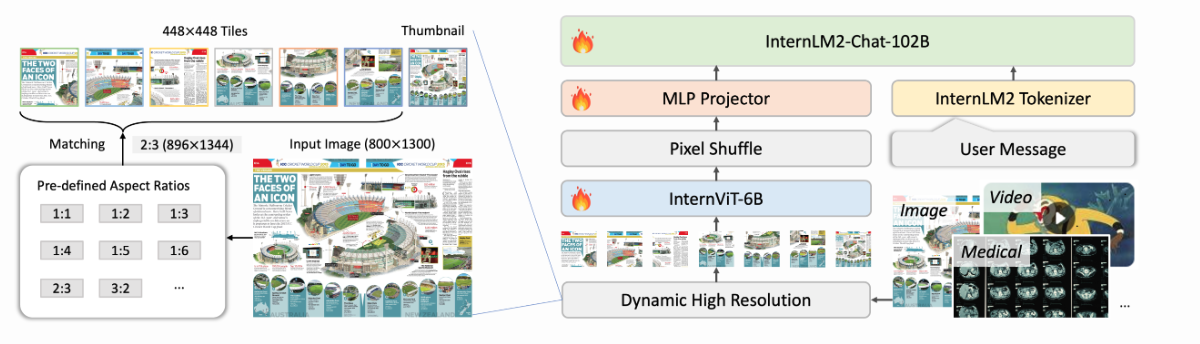 448×448 Tiles
Thumbnail
THE TWO
FACES OF
AN ICON
Matching
2:3 (896×1344)
Input Image (800×1300)
Pre-defined Aspect Ratios
1:1
1:2
1:3
1:4
1:5
1:6
2:3
3:2
...
THE TWO
FACES OF
AN ICON
AUSTRALIA
NEW ZEALAND
InternLM2-Chat-102B
MLP Projector
InternLM2 Tokenizer
Pixel Shuffle
User Message
InternViT-6B
Dynamic High Resolution
Image
Video
Medical
...